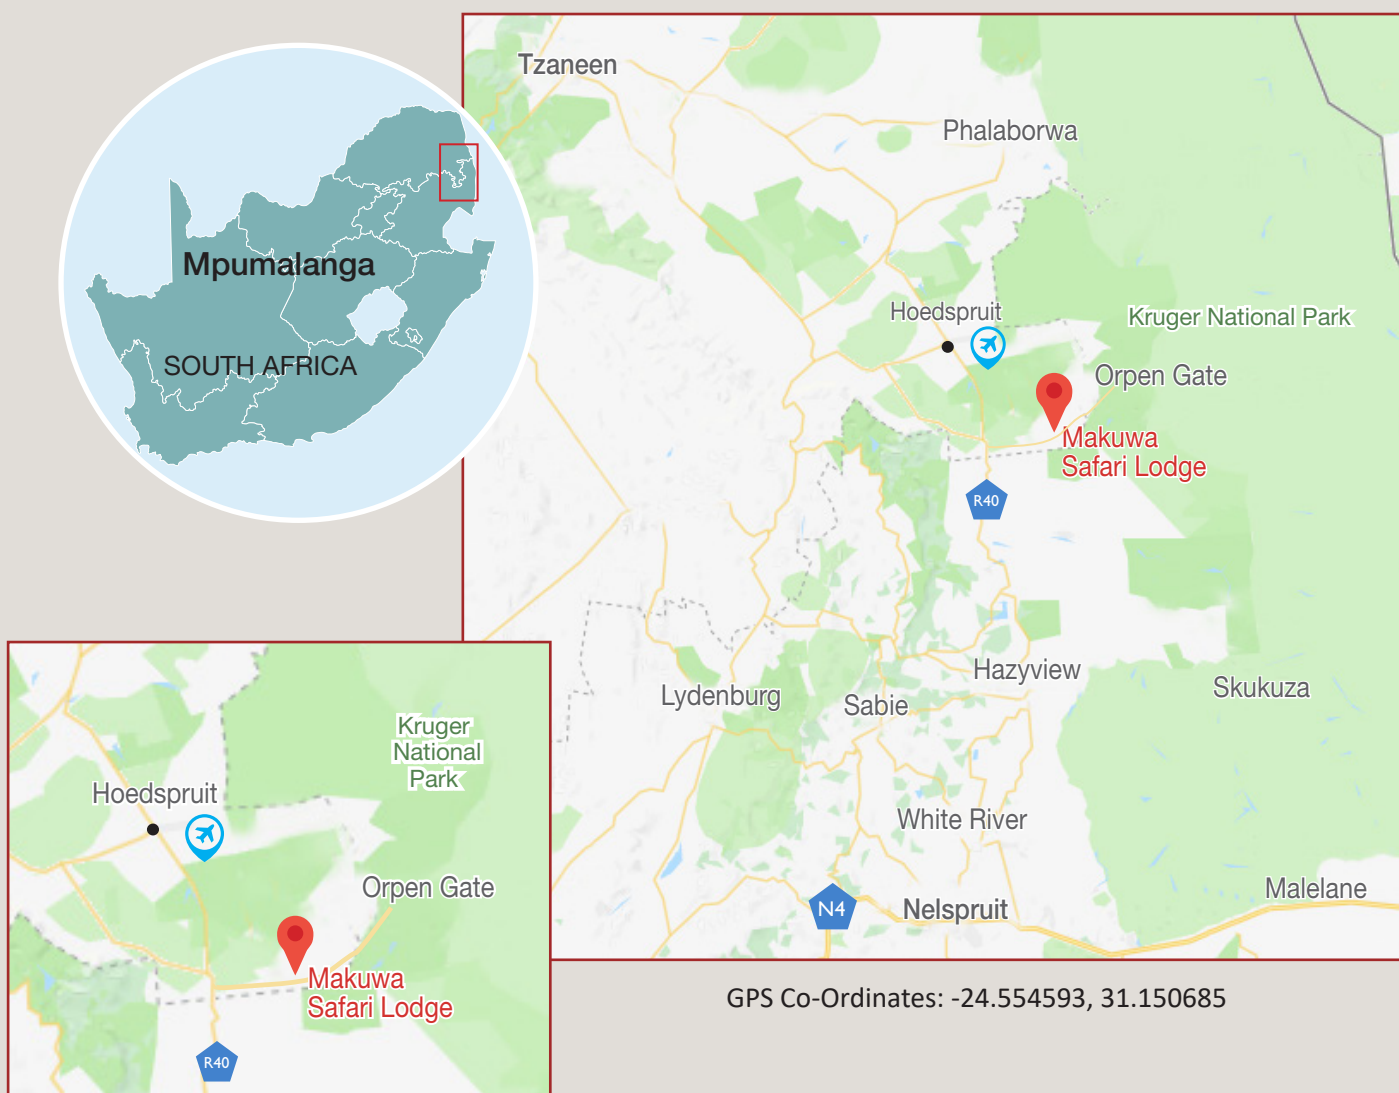 Mpumalanga
SOUTH AFRICA
Tzaneen
Phalaborwa
Hoedspruit
Kruger National Park
Orpen Gate
Makuwa
Safari Lodge
R40
Hazyview
Lydenburg
Sabie
Skukuza
White River
Malelane
N4
Nelspruit
Kruger
National
Park
Hoedspruit
Orpen Gate
Makuwa
Safari Lodge
R40
GPS Co-Ordinates: -24.554593, 31.150685